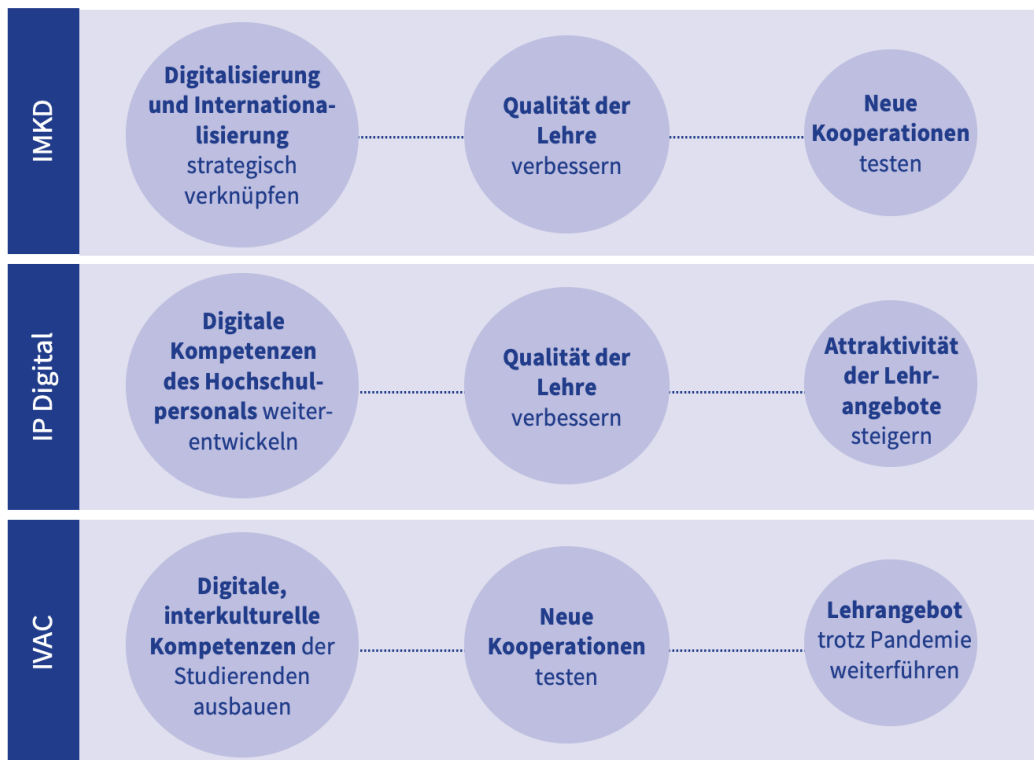 IMKD
Digitalisierung
und Internationa-
lisierung
strategisch
verknüpfen
Qualität der
Lehre
verbessern
Neue
Kooperationen
testen
IP Digital
Digitale
Kompetenzen
des Hochschul-
personals weiter-
entwickeln
Qualität der
Lehre
verbessern
Attraktivität
der Lehr-
angebote
steigern
IVAC
Digitale,
interkulturelle
Kompetenzen der
Studierenden
ausbauen
Neue
Kooperationen
testen
Lehrangebot
trotz Pandemie
weiterführen